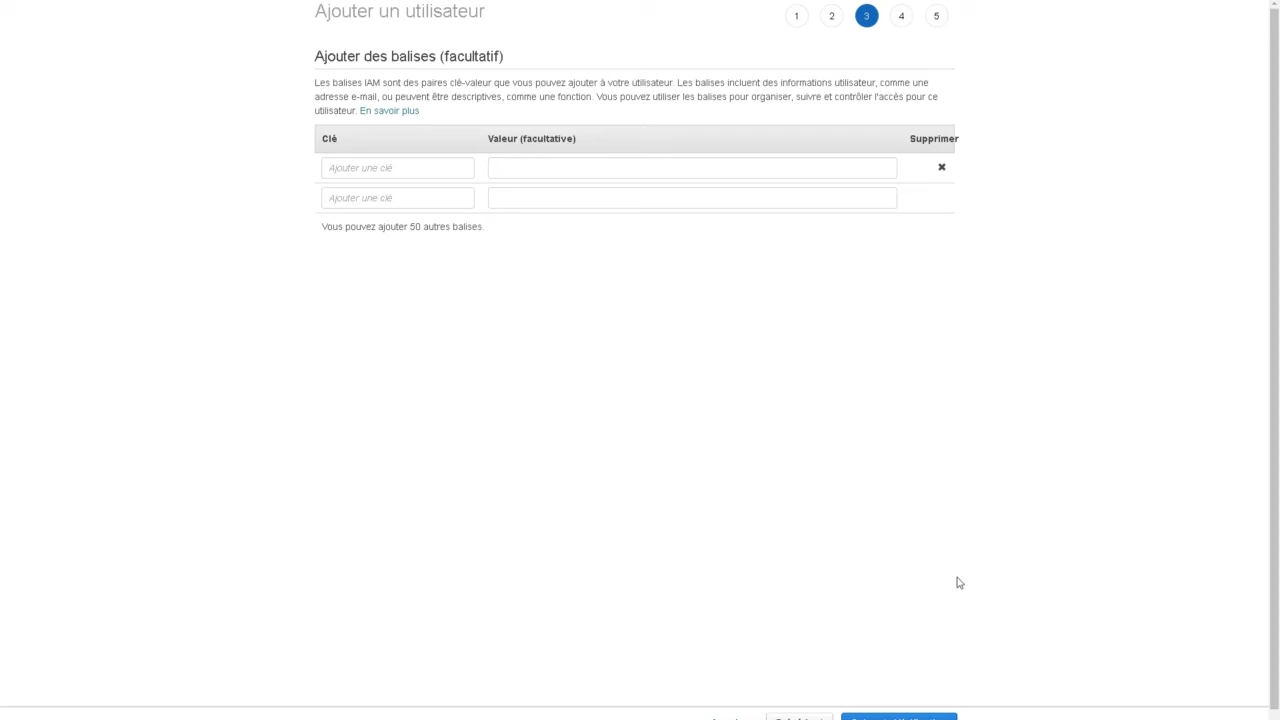 Ajouter un utilisateur
1 2 3 4 5
Ajouter des balises (facultatif)
Les balises IAM sont des paires clé-valeur que vous pouvez ajouter à votre utilisateur. Les balises incluent des informations utilisateur, comme une
adresse e-mail, ou peuvent être descriptives, comme une fonction. Vous pouvez utiliser les balises pour organiser, suivre et contrôler l'accès pour ce
utilisateur. En savoir plus
Clé Valeur (facultative) Supprimer
Ajouter une clé
Ajouter une clé
Vous pouvez ajouter 50 autres balises.